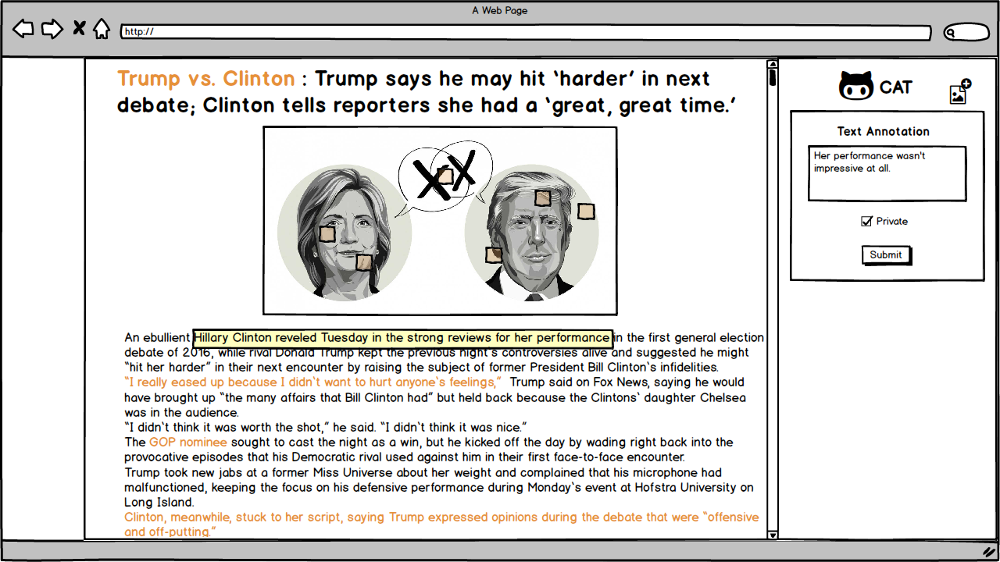 A Web Page
http://
Trump vs. Clinton : Trump says he may hit ‘harder’ in next
debate; Clinton tells reporters she had a ‘great, great time.’
An ebullient Hillary Clinton reveled Tuesday in the strong reviews for her performance in the first general election
debate of 2016, while rival Donald Trump kept the previous night‘s controversies alive and suggested he might
“hit her harder” in their next encounter by raising the subject of former President Bill Clinton‘s infidelities.
“I really eased up because I didn‘t want to hurt anyone‘s feelings,” Trump said on Fox News, saying he would
have brought up “the many affairs that Bill Clinton had” but held back because the Clintons‘ daughter Chelsea
was in the audience.
“I didn‘t think it was worth the shot,” he said. “I didn‘t think it was nice.”
The GOP nominee sought to cast the night as a win, but he kicked off the day by wading right back into the
provocative episodes that his Democratic rival used against him in their first face-to-face encounter.
Trump took new jabs at a former Miss Universe about her weight and complained that his microphone had
malfunctioned, keeping the focus on his defensive performance during Monday‘s event at Hofstra University on
Long Island.
Clinton, meanwhile, stuck to her script, saying Trump expressed opinions during the debate that were “offensive
and off-putting.”
CAT
Text Annotation
Her performance wasn't
impressive at all.
Private
Submit